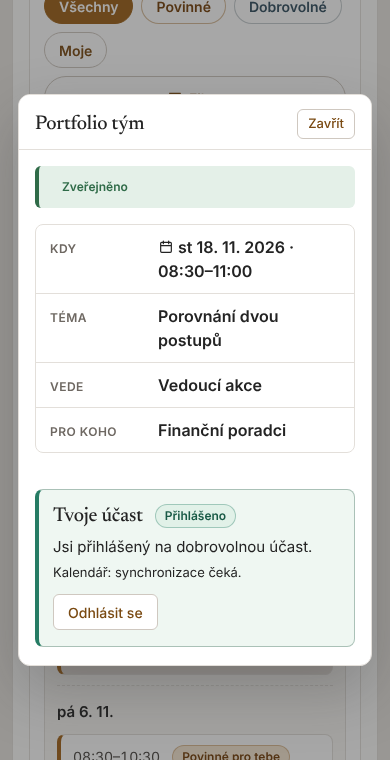 Všechny Povinné Dobrovolné
Moje
Portfolio tým Zavřít
Zveřejněno
KDY st 18. 11. 2026 ·
08:30–11:00
TÉMA Porovnání dvou
postupů
VEDE Vedoucí akce
PRO KOHO Finanční poradci
Tvoje účast Přihlášeno
Jsi přihlášený na dobrovolnou účast.
Kalendář: synchronizace čeká.
Odhlásit se
pá 6. 11.
08:30–10:30 Povinné pro tebe